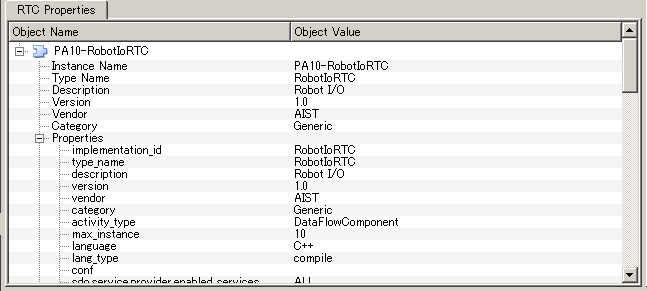 RTC Properties
Object Name Object Value
PA10-RobotIoRTC
Instance Name PA10-RobotIoRTC
Type Name RobotIoRTC
Description Robot I/O
Version 1.0
Vendor AIST
Category Generic
Properties
implementation_id RobotIoRTC
type_name RobotIoRTC
description Robot I/O
version 1.0
vendor AIST
category Generic
activity_type DataFlowComponent
max_instance 10
language C++
lang_type compile
conf
sdo.service.provider.enabled_services ALL